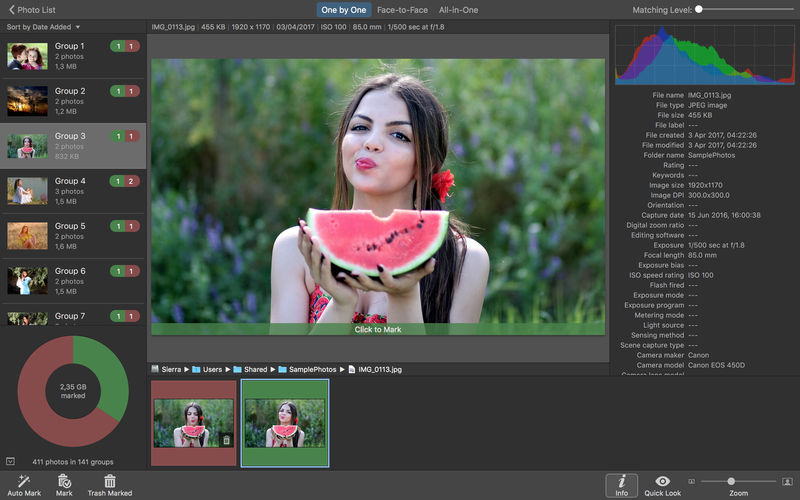 Photo List
One by One
Face-to-Face
All-in-One
Matching Level:
Sort by Date Added
IMG_0113.jpg | 455 KB | 1920 x 1170 | 03/04/2017 | ISO 100 | 85.0 mm | 1/500 sec at f/1.8
Group 1
2 photos
1,3 MB
1 1
Group 2
2 photos
1,2 MB
1 1
Group 3
2 photos
832 KB
1 1
Group 4
3 photos
1,5 MB
1 2
Group 5
2 photos
1,6 MB
1 1
Group 6
2 photos
1,5 MB
1 1
Group 7
1 1
2,35 GB
marked
411 photos in 141 groups
Click to Mark
Sierra ▶ Users ▶ Shared ▶ SamplePhotos ▶ IMG_0113.jpg
File name IMG_0113.jpg
File type JPEG image
File size 455 KB
File label ---
File created 3 Apr 2017, 04:22:26
File modified 3 Apr 2017, 04:22:26
Folder name SamplePhotos
Rating ---
Keywords ---
Image size 1920x1170
Image DPI 300.0x300.0
Orientation ---
Capture date 15 Jun 2016, 16:00:38
Digital zoom ratio ---
Editing software ---
Exposure 1/500 sec at f/1.8
Focal length 85.0 mm
Exposure bias ---
ISO speed rating ISO 100
Flash fired ---
Exposure mode ---
Exposure program ---
Metering mode ---
Light source ---
Sensing method ---
Scene capture type ---
Camera maker Canon
Camera model Canon EOS 450D
Auto Mark
Mark
Trash Marked
Info
Quick Look
Zoom